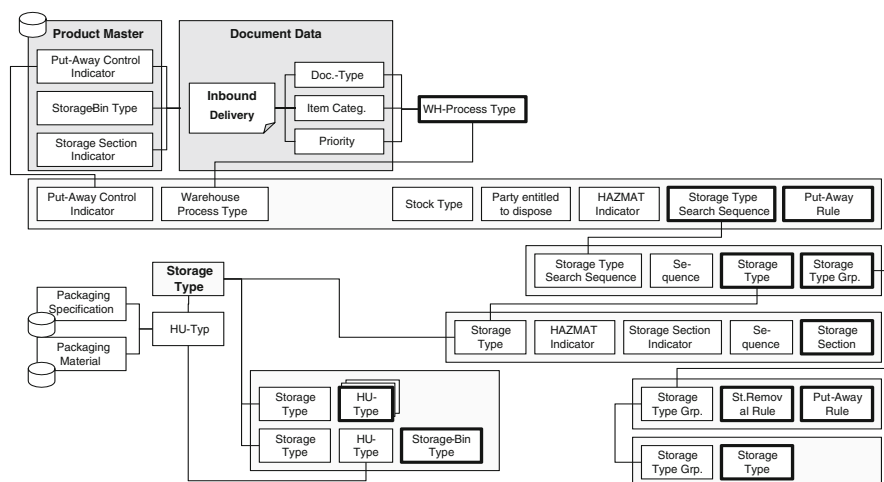 Product Master
Document Data
Put-Away Control
Indicator
StorageBin Type
Storage Section
Indicator
Inbound
Delivery
Doc.-Type
Item Categ.
Priority
WH-Process Type
Put-Away Control
Indicator
Warehouse
Process Type
Stock Type
Party entitled
to dispose
HAZMAT
Indicator
Storage Type
Search Sequence
Put-Away
Rule
Storage Type
Search Sequence
Se-
quence
Storage
Type
Storage
Type Grp.
Storage
Type
Packaging
Specification
HU-Typ
Packaging
Material
Storage
Type
HAZMAT
Indicator
Storage Section
Indicator
Se-
quence
Storage
Section
Storage
Type
HU-
Type
Storage
Type
HU-
Type
Storage-Bin
Type
Storage
Type Grp.
St.Remov
al Rule
Put-Away
Rule
Storage
Type Grp.
Storage
Type